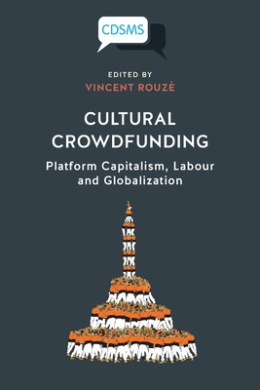 CDSMS
EDITED BY
VINCENT ROUZÉ
CULTURAL
CROWDFUNDING
Platform Capitalism, Labour
and Globalization